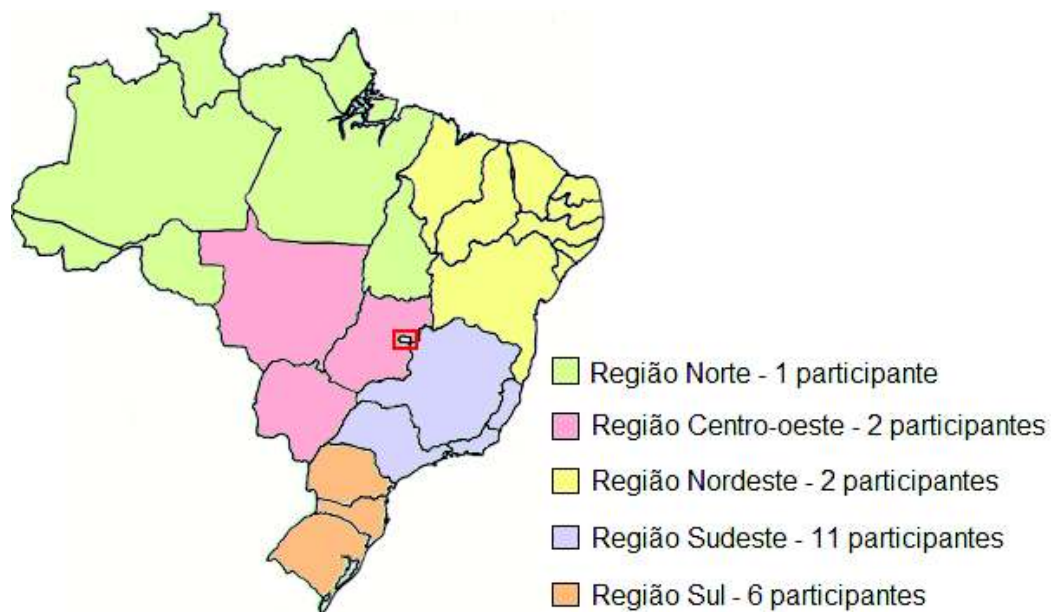 Região Norte - 1 participante
Região Centro-oeste - 2 participantes
Região Nordeste - 2 participantes
Região Sudeste - 11 participantes
Região Sul - 6 participantes